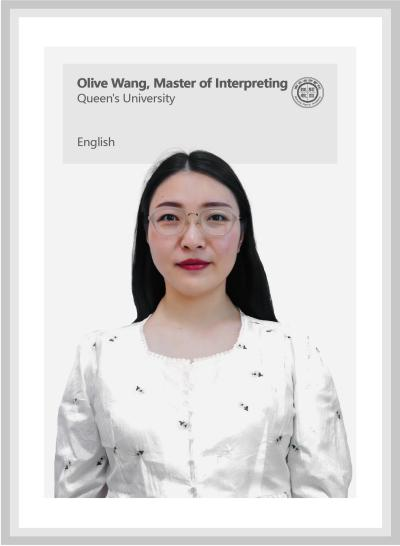 Olive Wang, Master of Interpreting
Queen's University
English